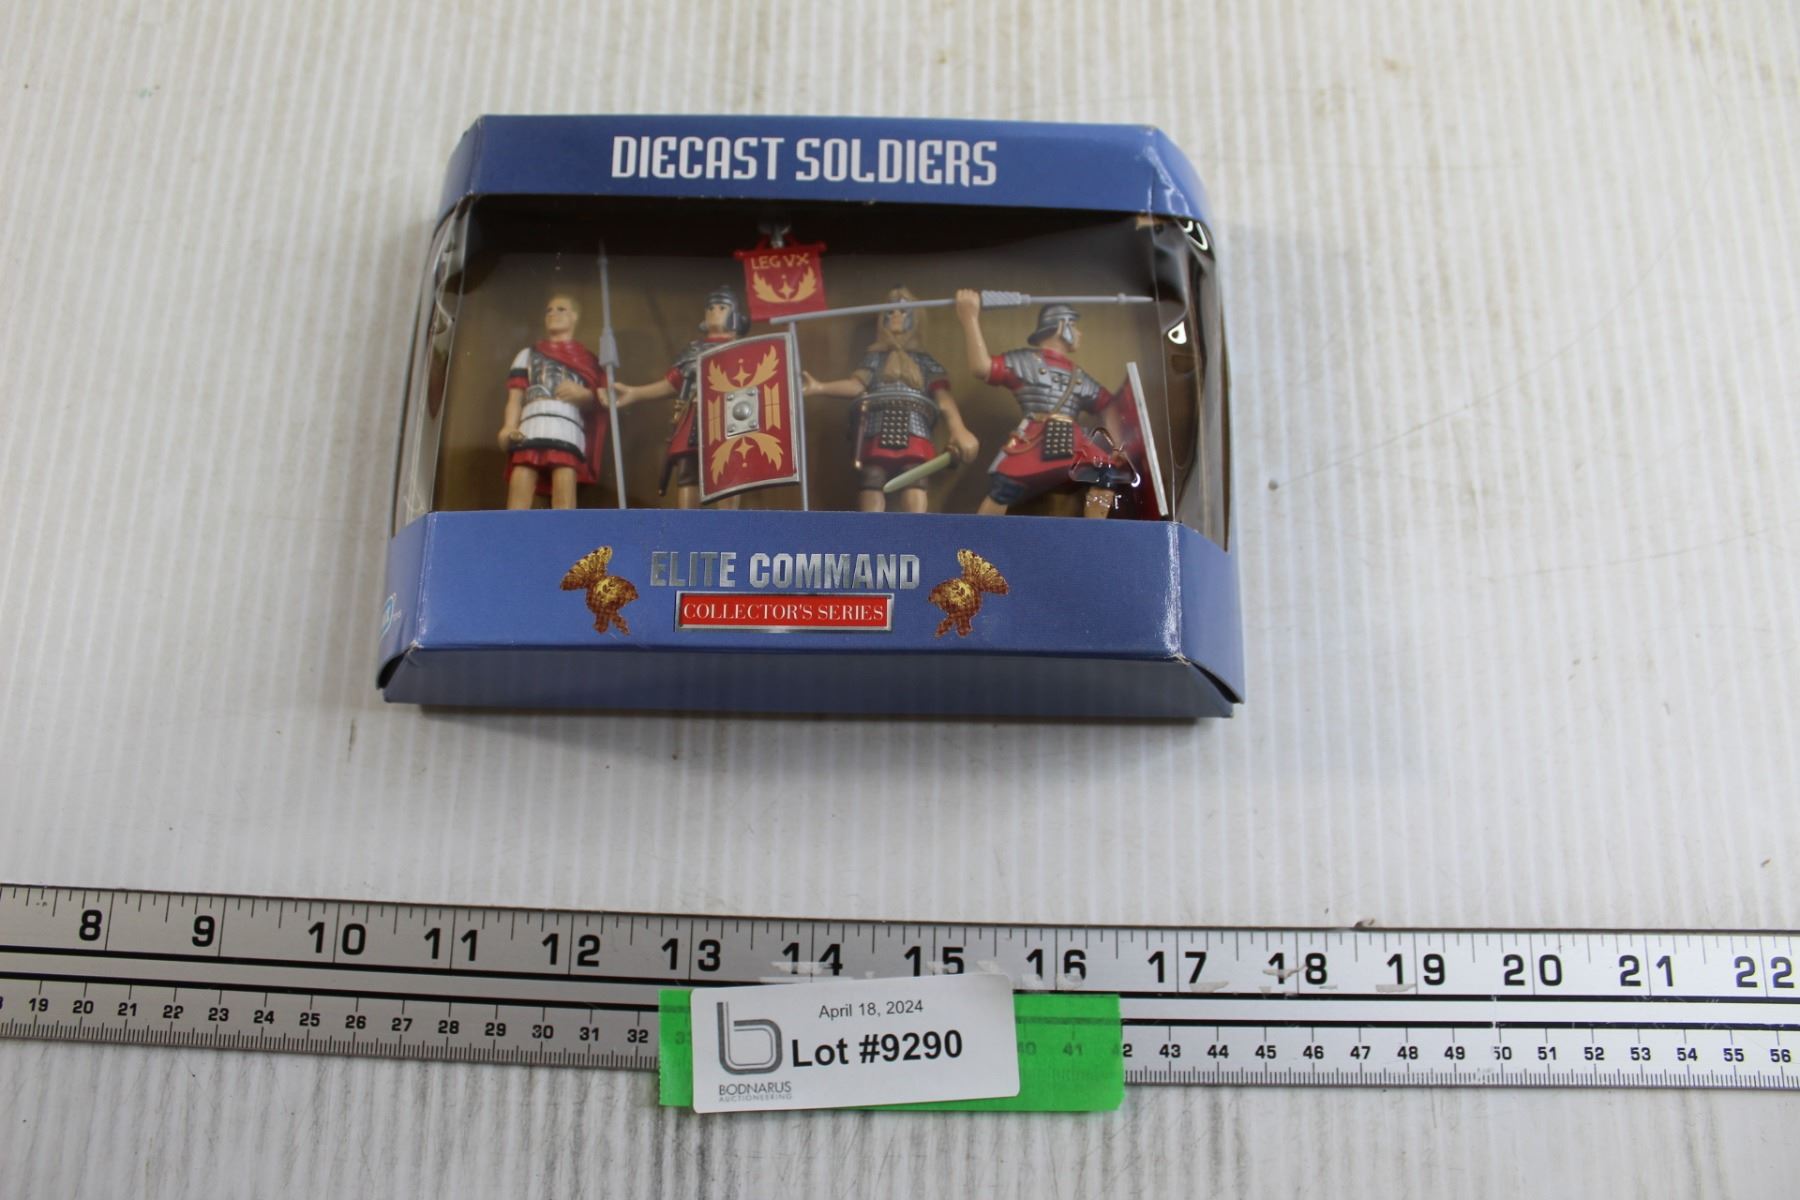 DIECAST SOLDIERS
LEG VX
ELITE COMMAND
COLLECTOR'S SERIES
8 9 10 11 12 13 14 15 16 17 18 19 20 21 22
19 20 21 22 23 24 25 26 27 28 29 30 31 32 40 41 42 43 44 45 46 47 48 49 50 51 52 53 54 55 56
April 18, 2024
Lot #9290
BODNARUS
AUCTIONEERING